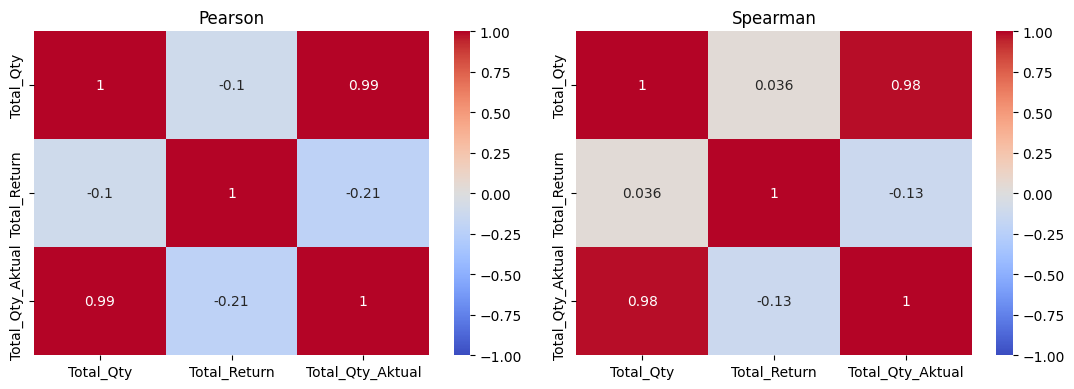 Pearson
Total_Qty
Total_Return
Total_Qty_Aktual
1
-0.1
0.99
-0.1
1
-0.21
0.99
-0.21
1
Total_Qty
Total_Return
Total_Qty_Aktual
1.00
0.75
0.50
0.25
0.00
−0.25
−0.50
−0.75
−1.00
Spearman
Total_Qty
Total_Return
Total_Qty_Aktual
1
0.036
0.98
0.036
1
-0.13
0.98
-0.13
1
Total_Qty
Total_Return
Total_Qty_Aktual
1.00
0.75
0.50
0.25
0.00
−0.25
−0.50
−0.75
−1.00